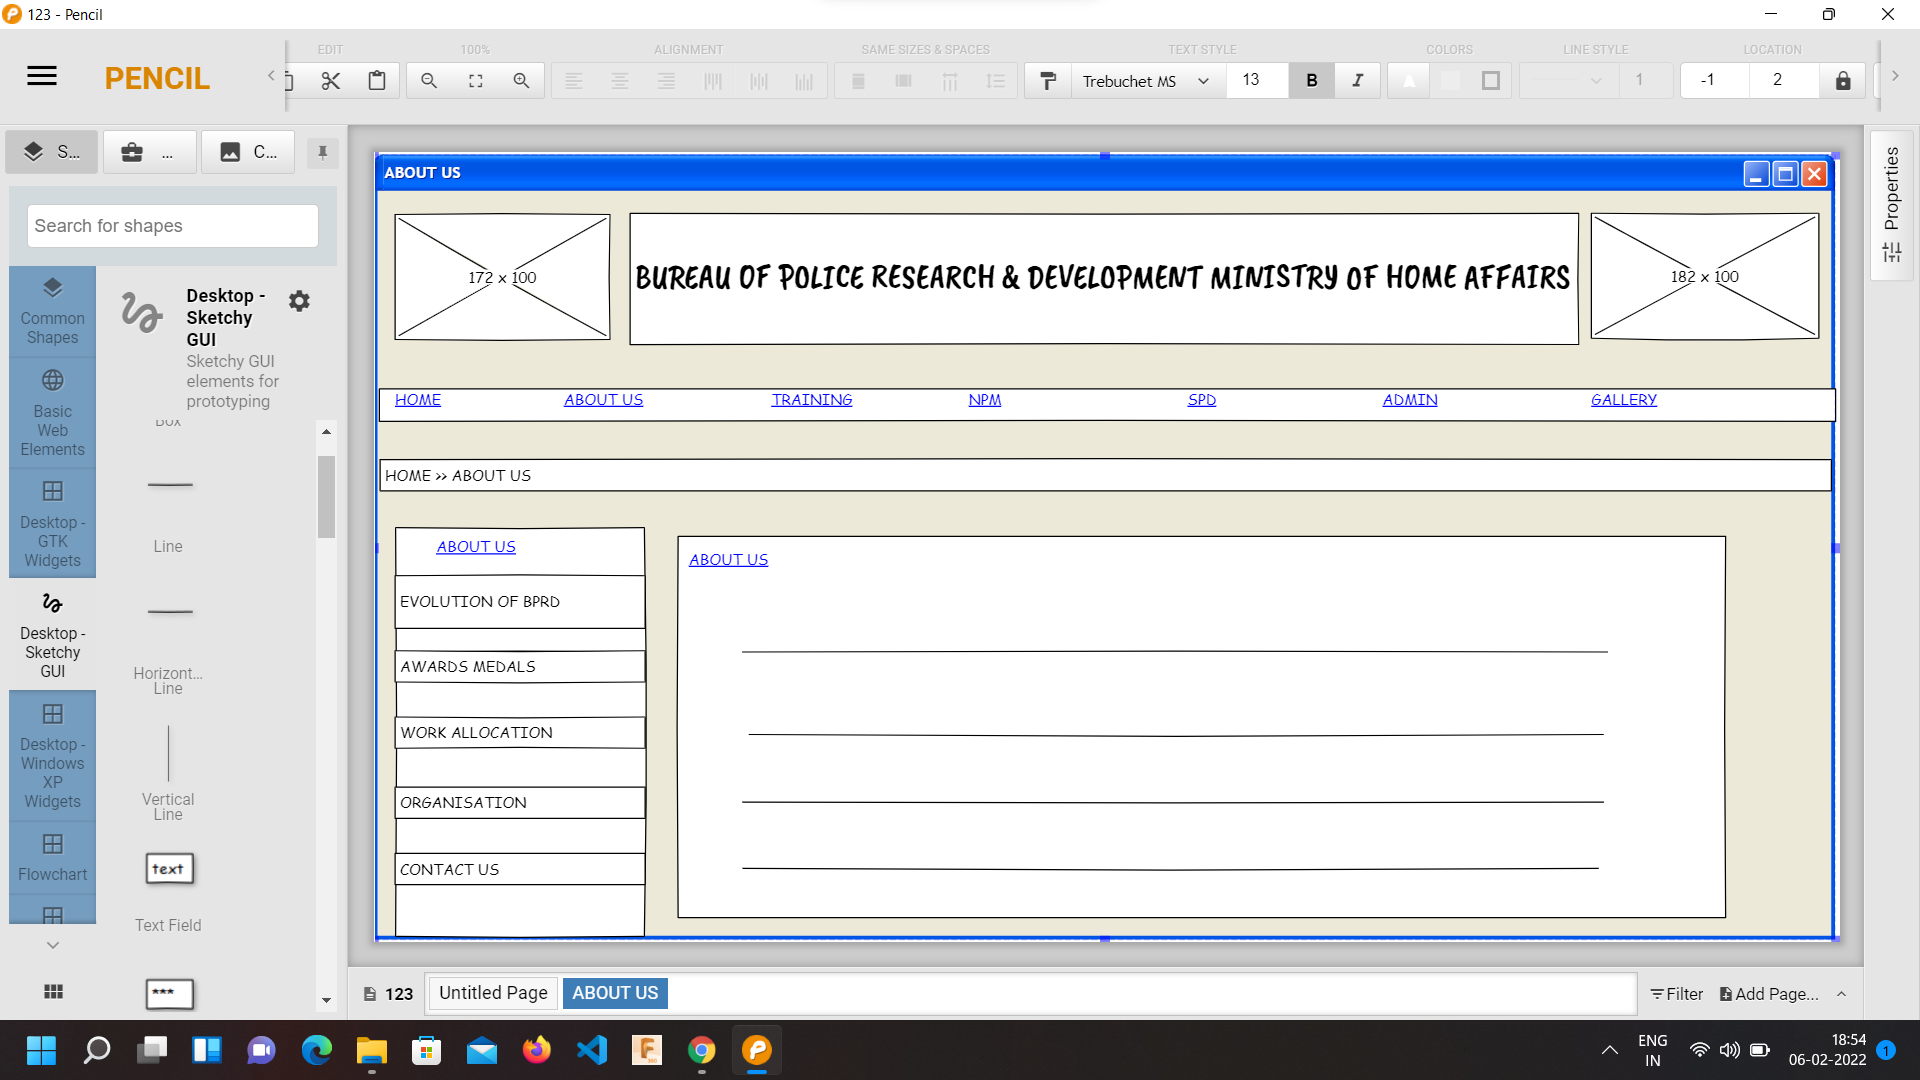 123 - Pencil
PENCIL
EDIT
100%
ALIGNMENT
SAME SIZES & SPACES
TEXT STYLE
COLORS
LINE STYLE
LOCATION
Trebuchet MS
13
B
I
A
1
-1
2
S...
...
C...
Search for shapes
Common
Shapes
Basic
Web
Elements
Desktop -
GTK
Widgets
Desktop -
Sketchy
GUI
Desktop -
Windows
XP
Widgets
Flowchart
Desktop -
Sketchy
GUI
Sketchy GUI
elements for
prototyping
Box
Line
Horizont...
Line
Vertical
Line
text
Text Field
***
ABOUT US
172 x 100
BUREAU OF POLICE RESEARCH & DEVELOPMENT MINISTRY OF HOME AFFAIRS
182 x 100
HOME
ABOUT US
TRAINING
NPM
SPD
ADMIN
GALLERY
HOME >> ABOUT US
ABOUT US
EVOLUTION OF BPRD
AWARDS MEDALS
WORK ALLOCATION
ORGANISATION
CONTACT US
ABOUT US
Properties
123
Untitled Page
ABOUT US
Filter
Add Page...
ENG
IN
18:54
06-02-2022
1